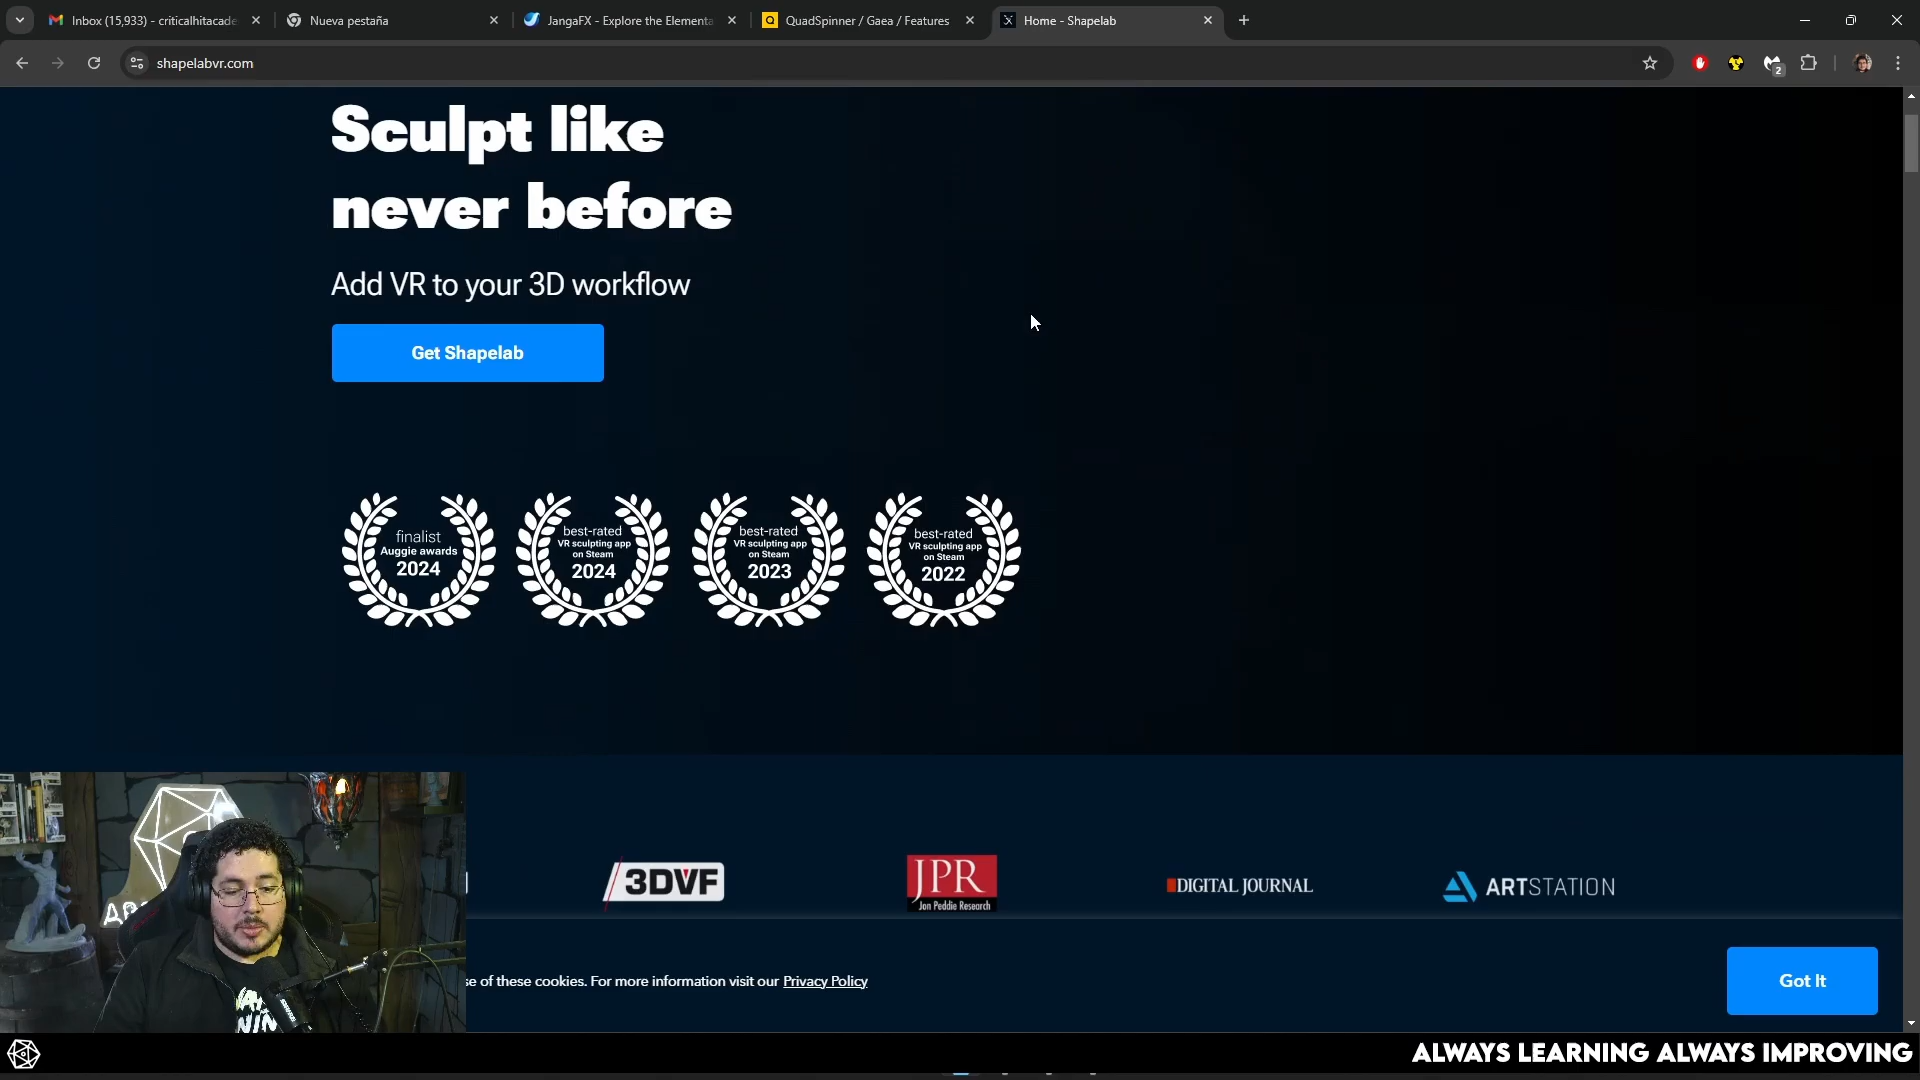 Inbox (15,933) - criticalhitacade
Nueva pestaña
JangaFX - Explore the Elementa
QuadSpinner / Gaea / Features
Home - Shapelab
shapelabvr.com
2
Sculpt like
never before
Add VR to your 3D workflow
Get Shapelab
finalist
Auggie awards
2024
best-rated
VR sculpting app
on Steam
2024
best-rated
VR sculpting app
on Steam
2023
best-rated
VR sculpting app
on Steam
2022
3DVF
JPR
Jon Peddie Research
DIGITAL JOURNAL
ARTSTATION
se of these cookies. For more information visit our Privacy Policy
Got It
ALWAYS LEARNING ALWAYS IMPROVING